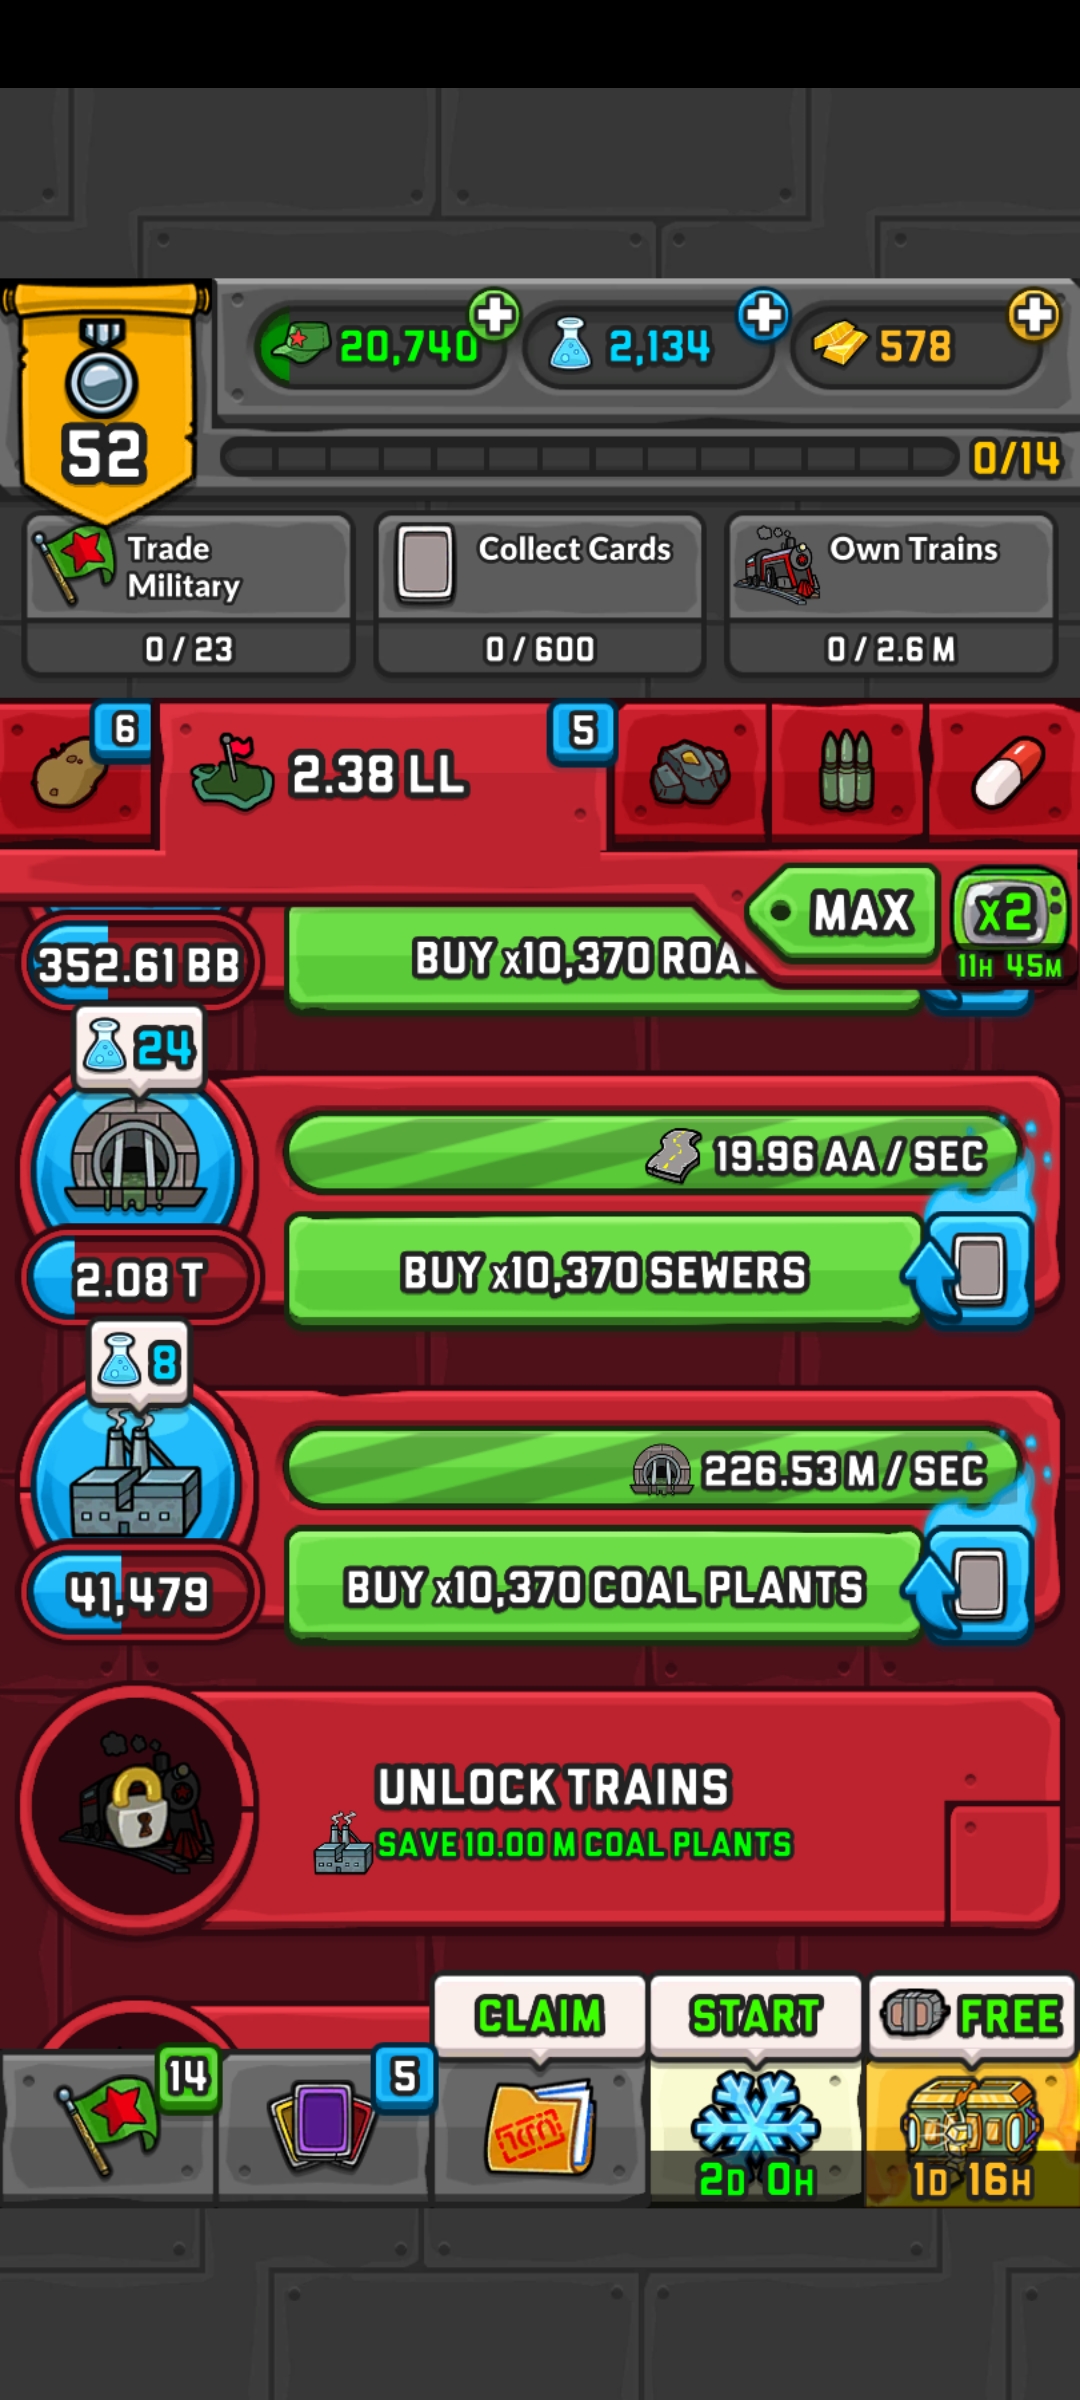 20,740
2,134
578
52
0/14
Trade Military
0 / 23
Collect Cards
0 / 600
Own Trains
0 / 2.6 M
6
2.38 LL
5
MAX
x2
11H 45M
352.61 BB
BUY x10,370 ROA
24
19.96 AA / SEC
2.08 T
BUY x10,370 SEWERS
8
226.53 M / SEC
41,479
BUY x10,370 COAL PLANTS
UNLOCK TRAINS
SAVE 10.00 M COAL PLANTS
CLAIM
START
FREE
14
5
2D 0H
1D 16H